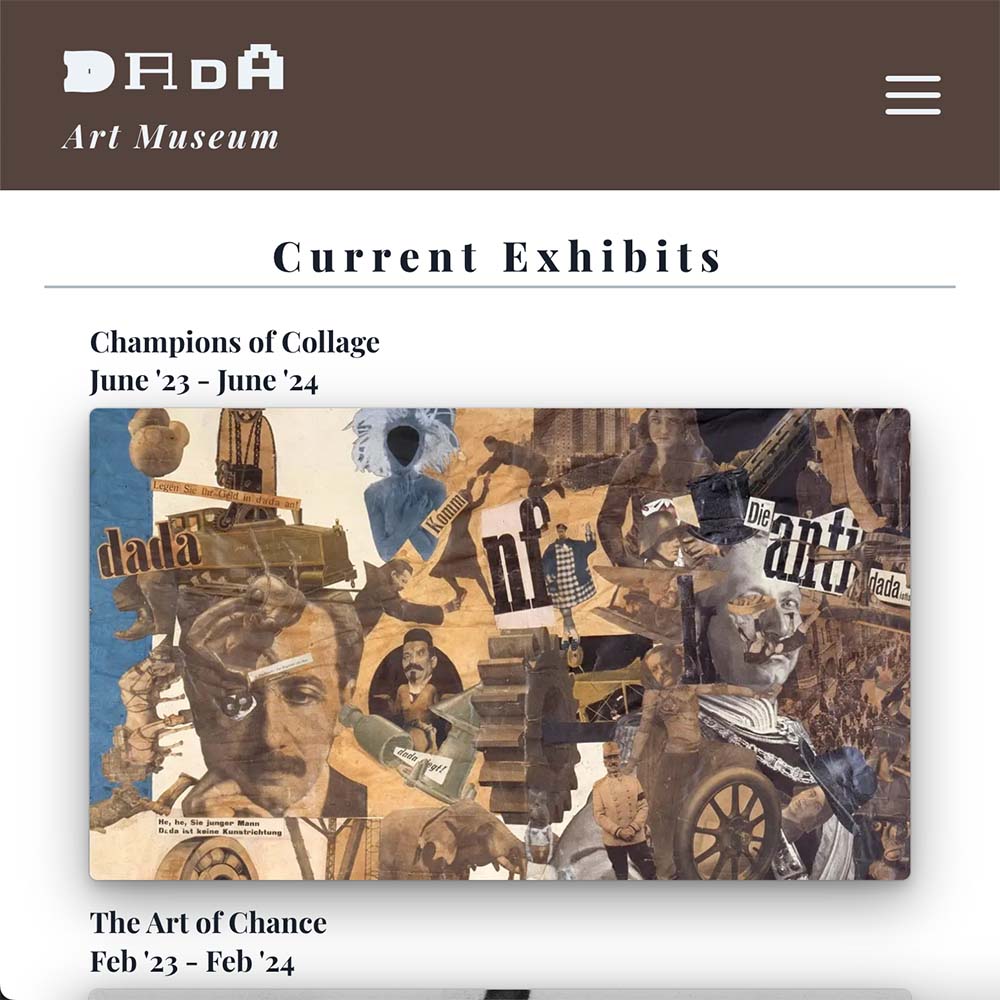 DADA
Art Museum
Current Exhibits
Champions of Collage
June '23 - June '24
Legen Sie Ihr Geld in dada an!
dada
Komm
nf
Die
anti
dada
dada
He, he, Sie junger Mann
Dada ist keine Kunstrichtung
The Art of Chance
Feb '23 - Feb '24